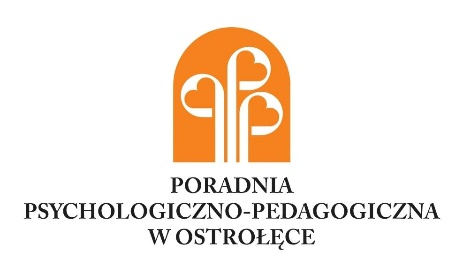 PORADNIA
PSYCHOLOGICZNO-PEDAGOGICZNA
W OSTROŁĘCE